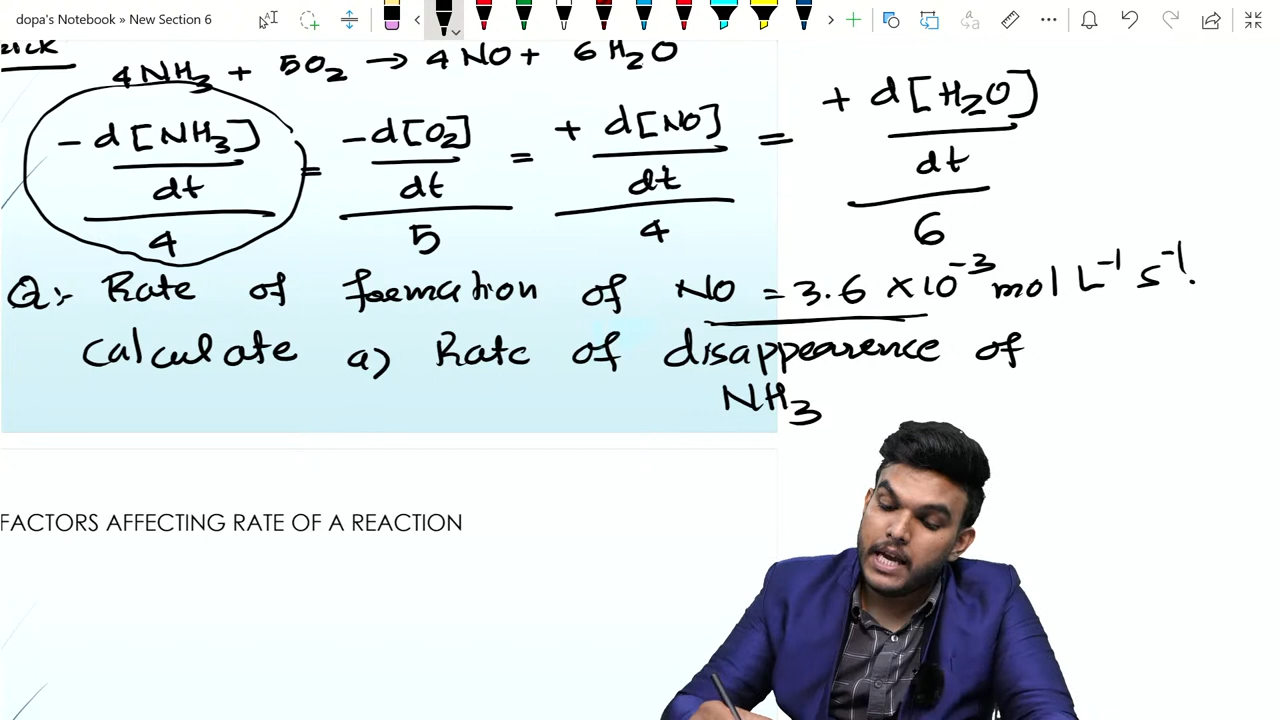 dopa's Notebook » New Section 6
4NH3 + 5O2 → 4NO + 6H2O
-d[NH3]/dt/4 = -d[O2]/dt/5 = +d[NO]/dt/4 = +d[H2O]/dt/6
Q:- Rate of formation of NO = 3.6 × 10^-3 mol L^-1 s^-1.
Calculate a) Rate of disappearence of
NH3
FACTORS AFFECTING RATE OF A REACTION